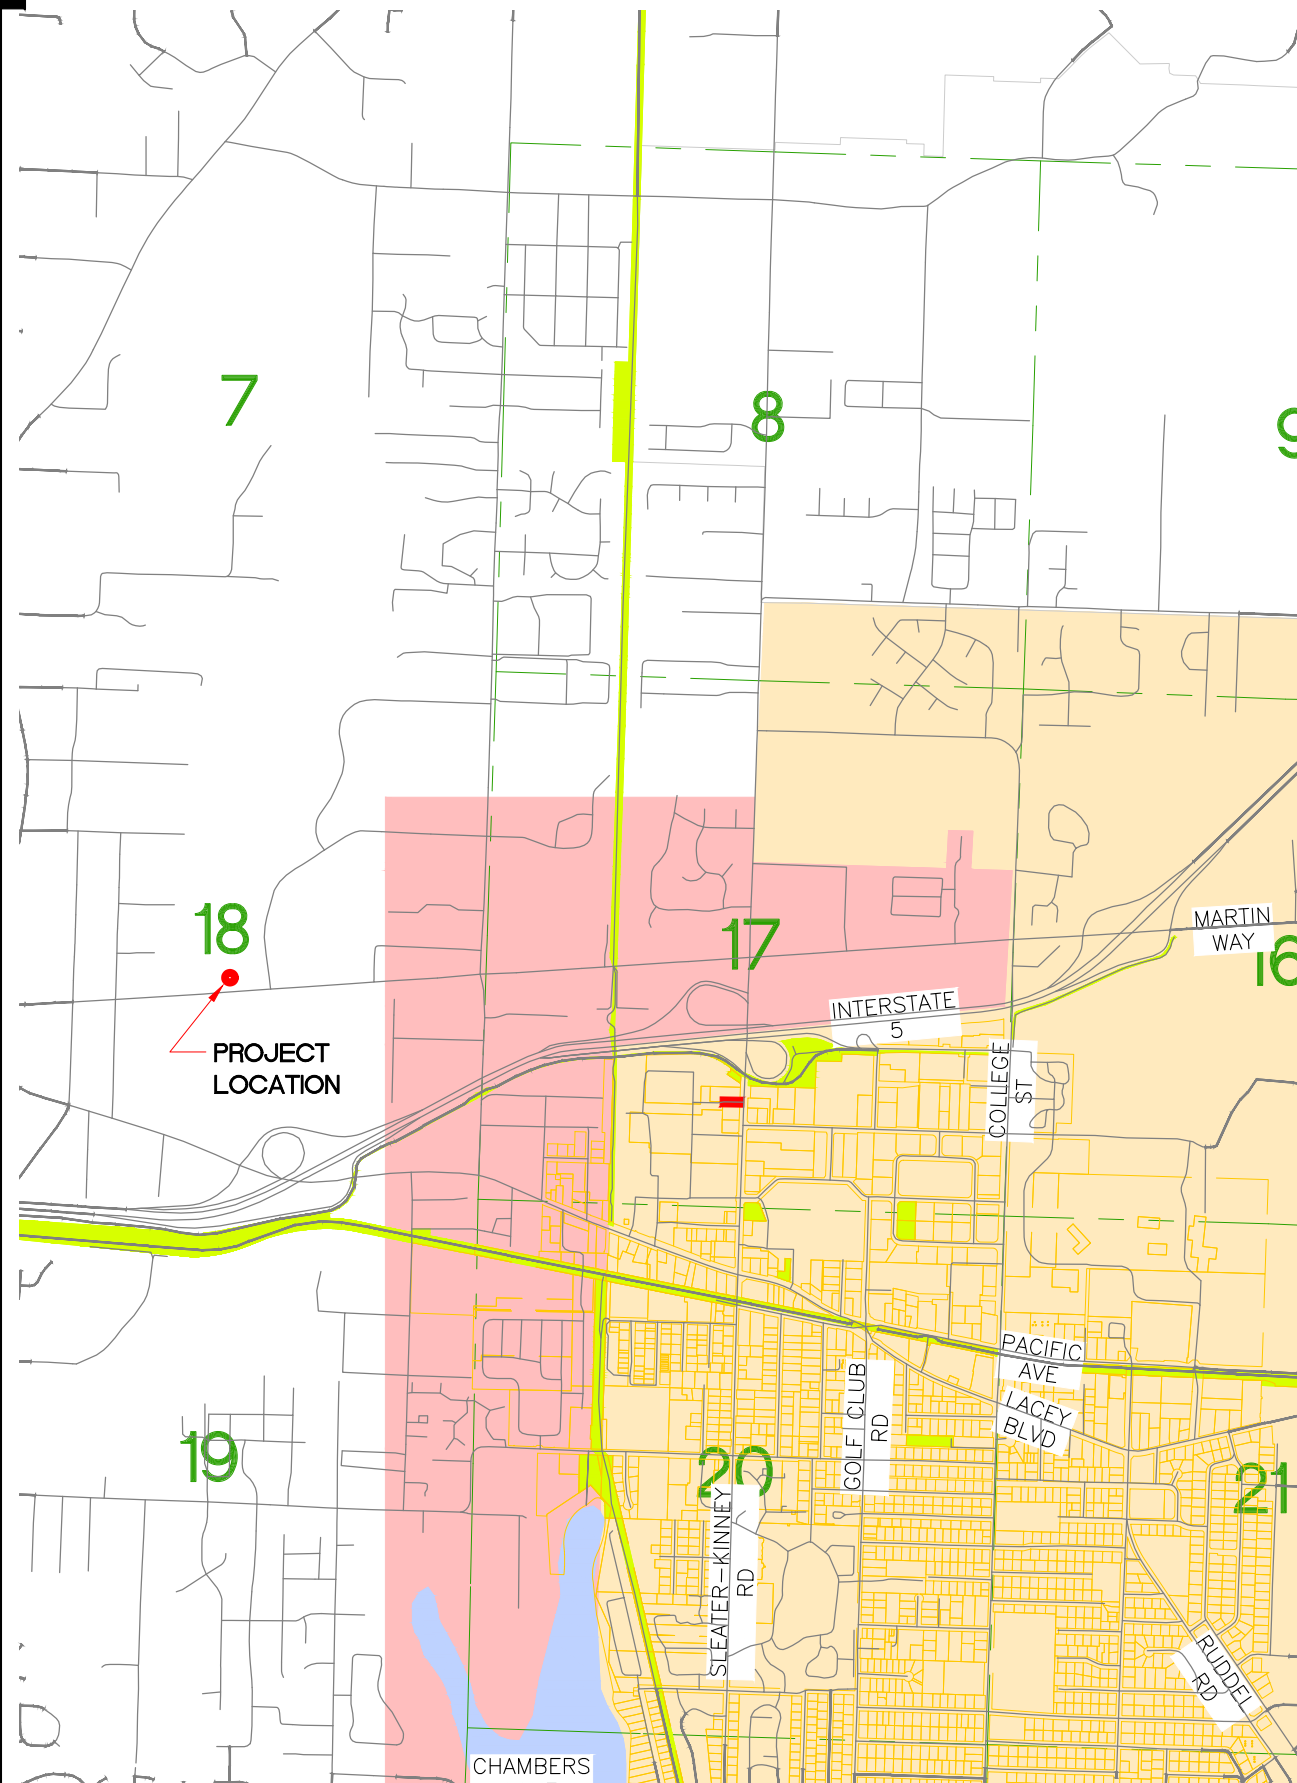 7
8
9
18
17
MARTIN
WAY
16
INTERSTATE
5
PROJECT
LOCATION
COLLEGE
ST
PACIFIC
AVE
LACEY
BLVD
GOLF CLUB
RD
19
20
21
SLEATER-KINNEY
RD
RUDDEL
RD
CHAMBERS